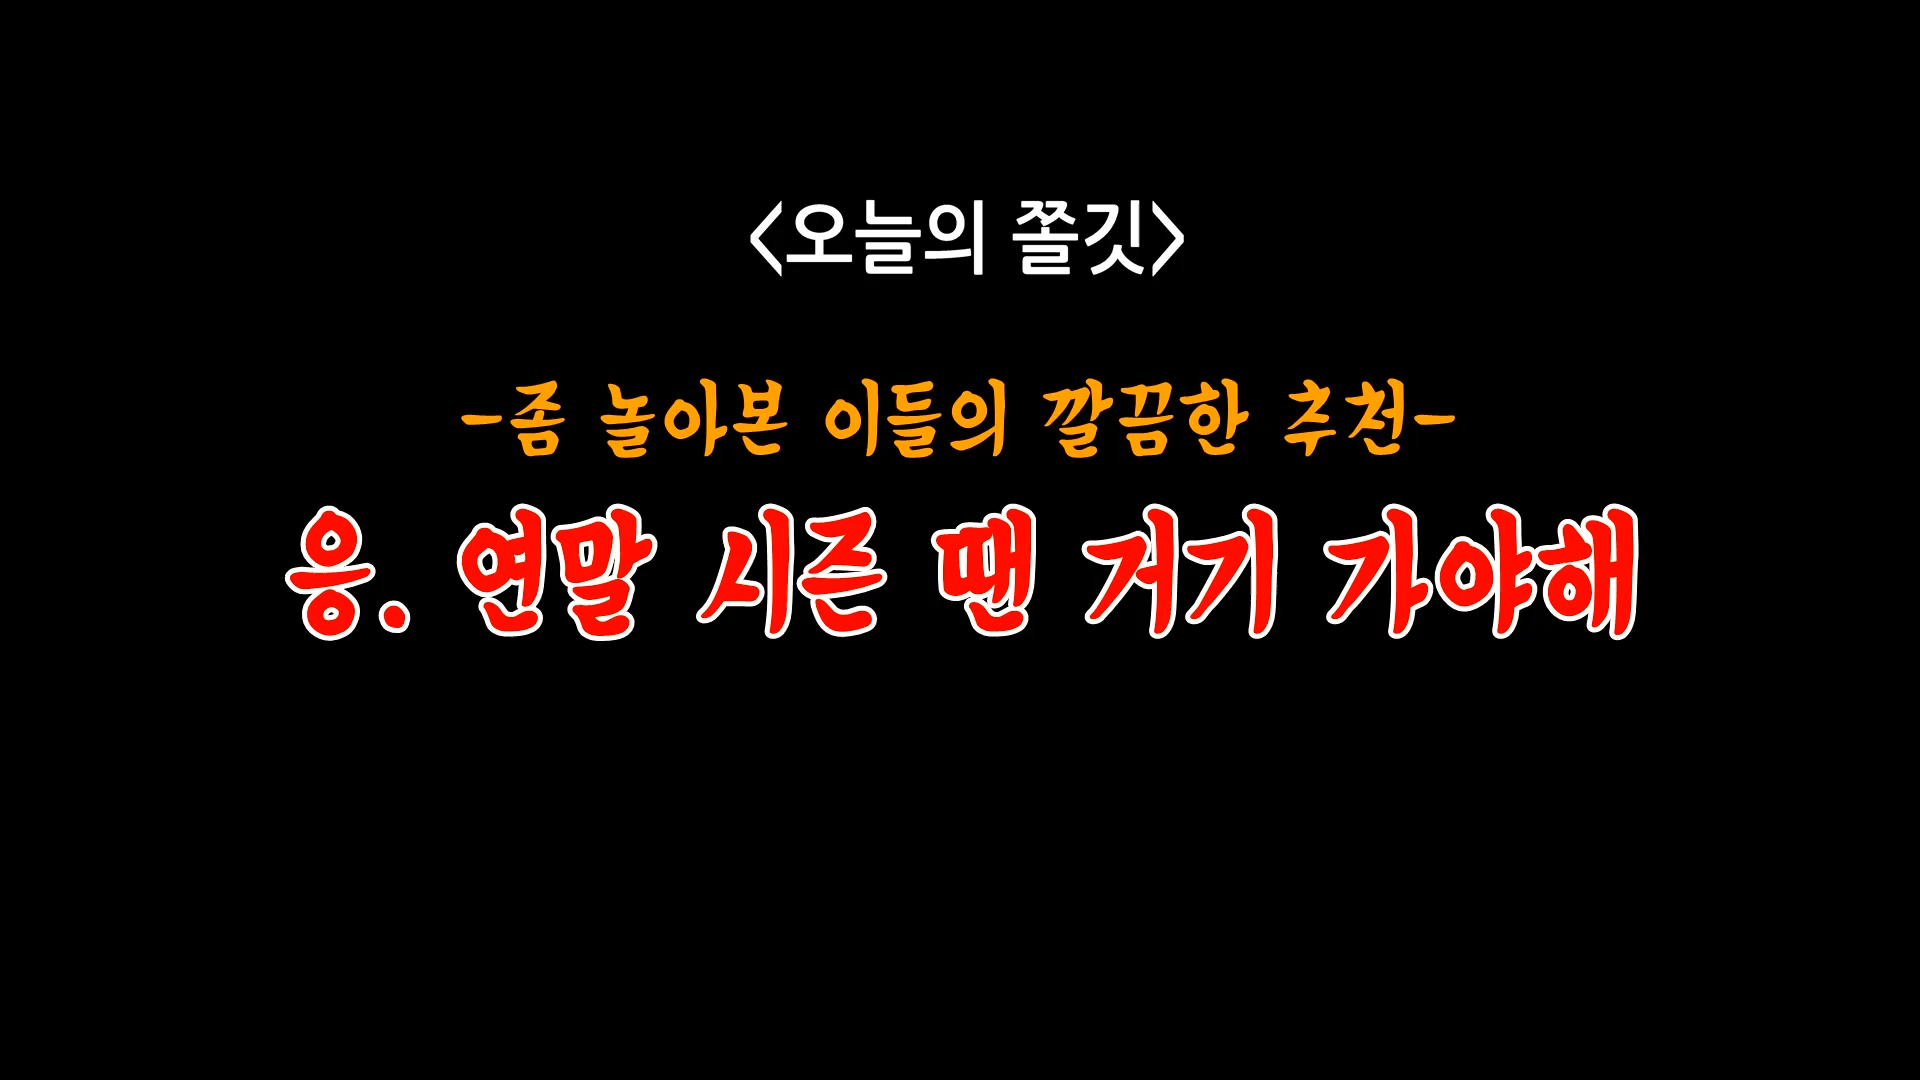 <오늘의 쫄깃>
-좀 놀아본 이들의 깔끔한 추천-
응. 연말 시즌 땐 거기 가야해